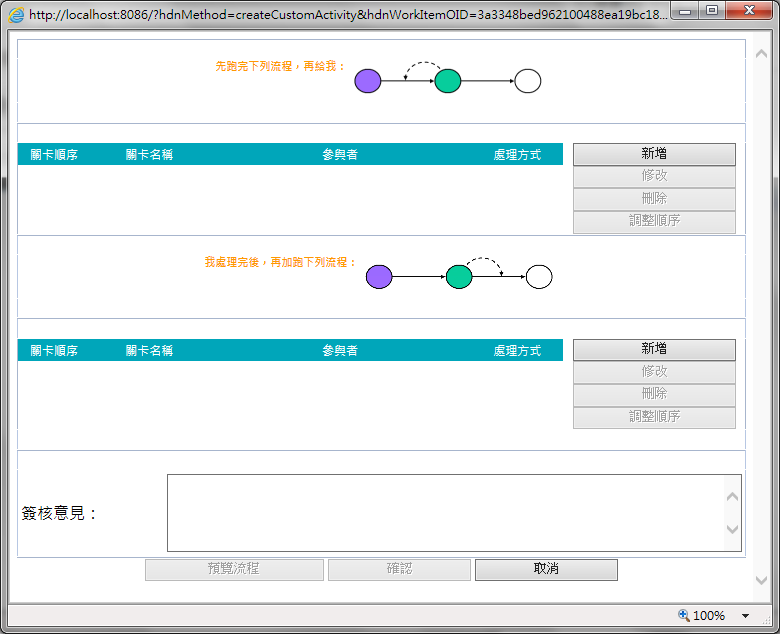 http://localhost:8086/?hdnMethod=createCustomActivity&hdnWorkItemOID=3a3348bed962100488ea19bc18...
先跑完下列流程，再給我：
關卡順序 關卡名稱 參與者 處理方式
新增
修改
刪除
調整順序
我處理完後，再加跑下列流程：
關卡順序 關卡名稱 參與者 處理方式
新增
修改
刪除
調整順序
簽核意見：
預覽流程 確認 取消
100%